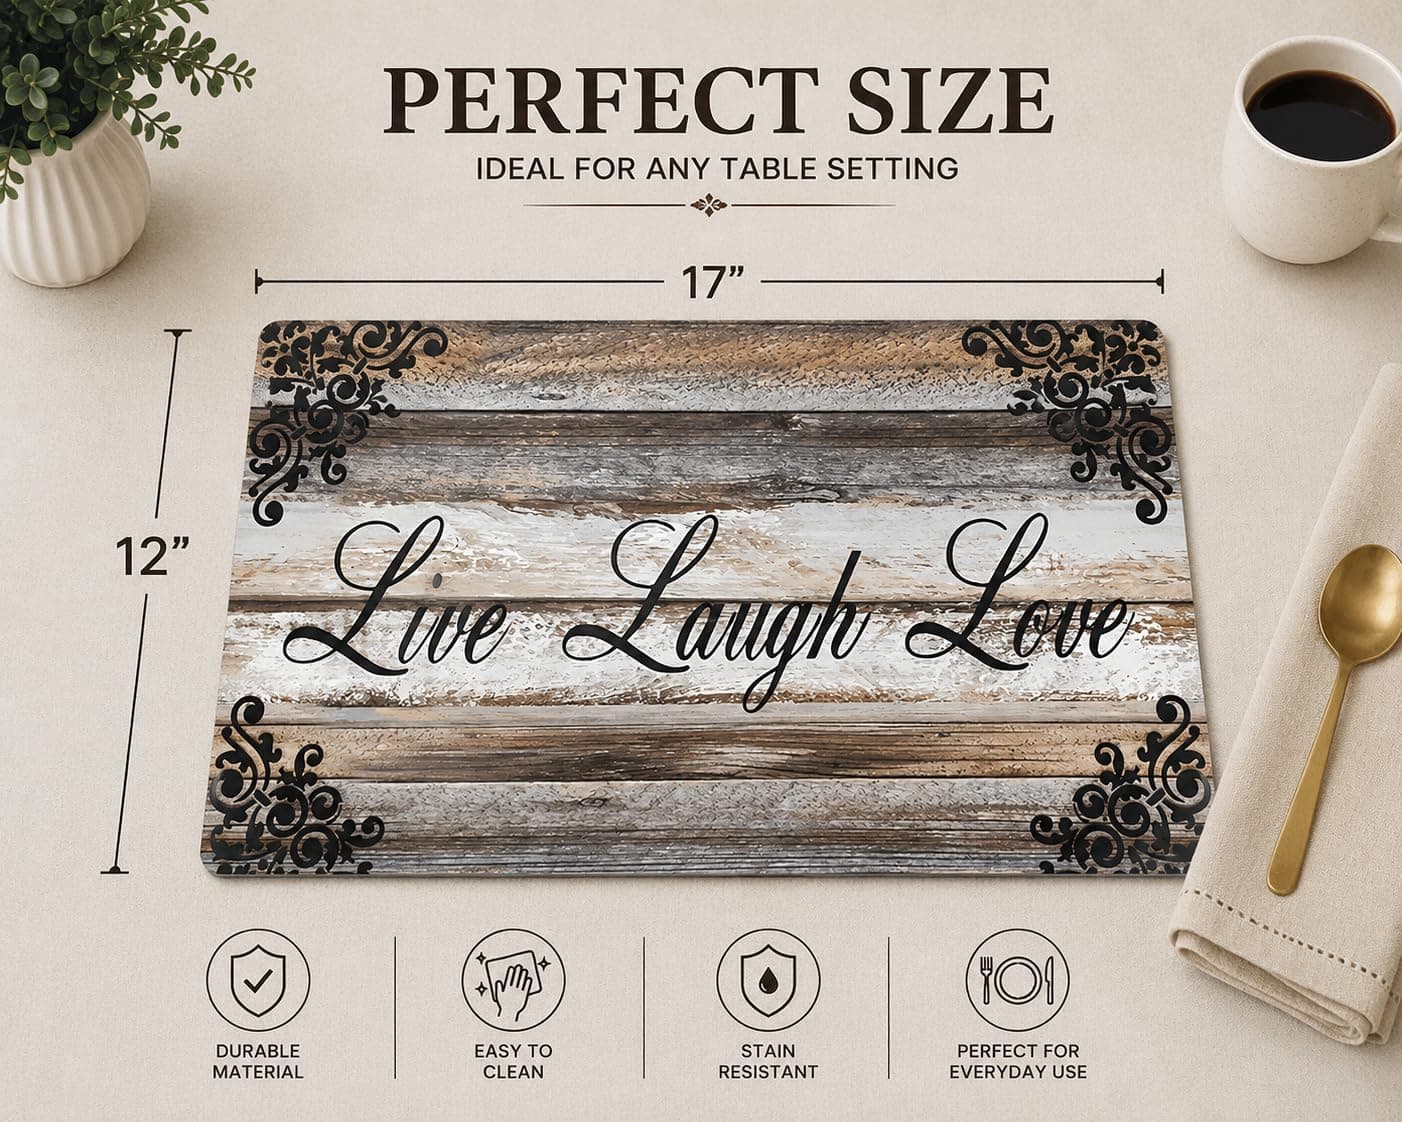 PERFECT SIZE
IDEAL FOR ANY TABLE SETTING
17”
12”
Live Laugh Love
DURABLE
MATERIAL
EASY TO
CLEAN
STAIN
RESISTANT
PERFECT FOR
EVERYDAY USE